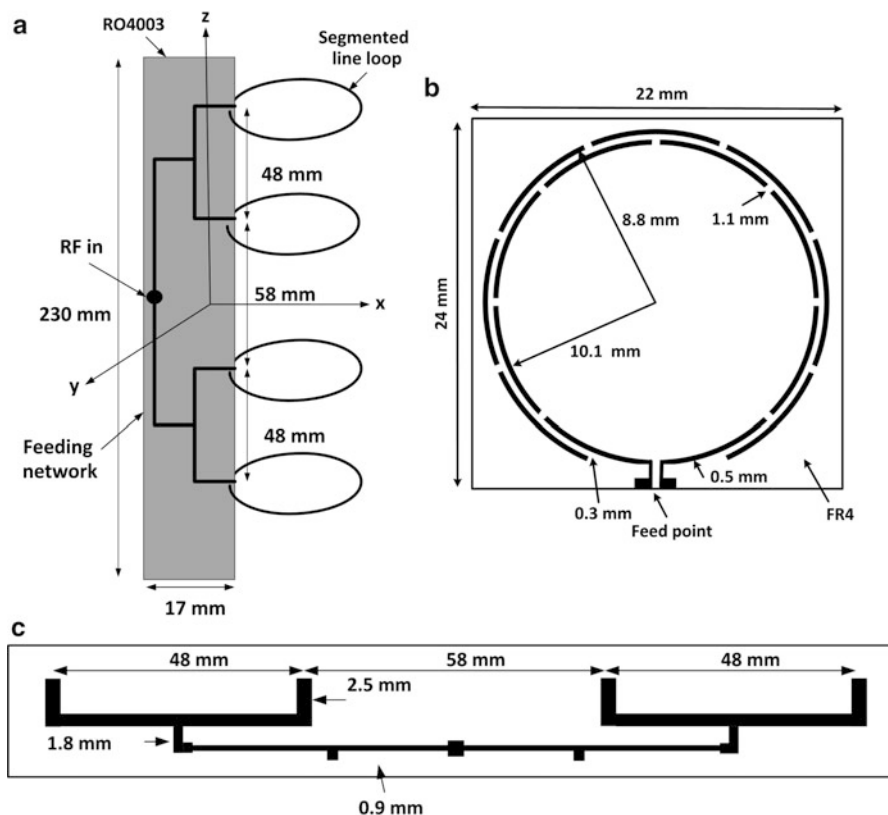 a
RO4003
z
Segmented
line loop
48 mm
RF in
58 mm
x
230 mm
y
Feeding
network
48 mm
17 mm
b
22 mm
24 mm
8.8 mm
1.1 mm
10.1 mm
0.5 mm
0.3 mm
Feed point
FR4
c
48 mm
58 mm
48 mm
2.5 mm
1.8 mm
0.9 mm